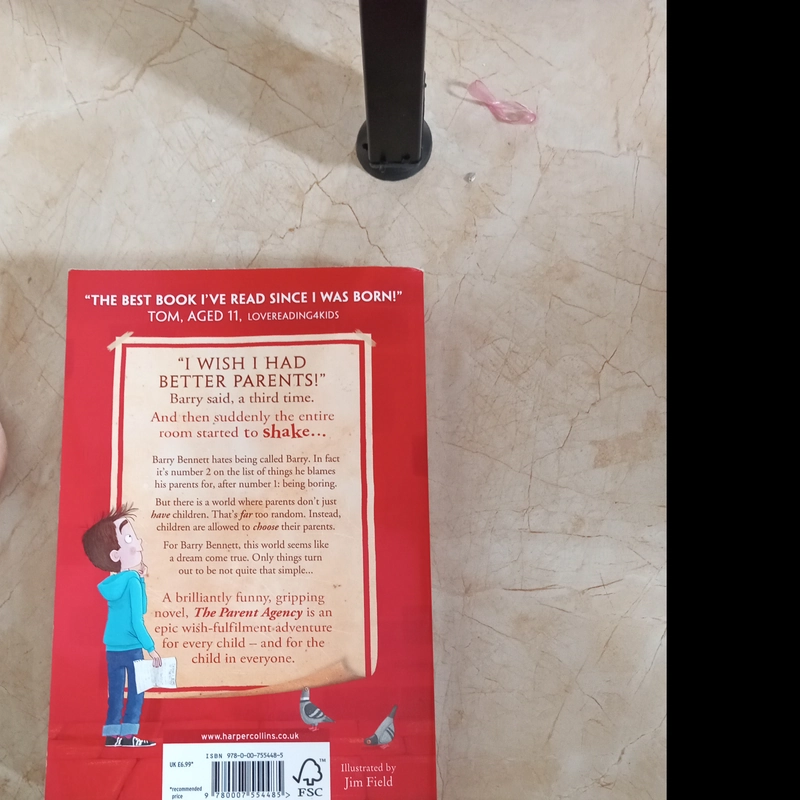 “THE BEST BOOK I’VE READ SINCE I WAS BORN!”
TOM, AGED 11, LOVEREADING4KIDS
“I WISH I HAD
BETTER PARENTS!”
Barry said, a third time.
And then suddenly the entire
room started to shake...
Barry Bennett hates being called Barry. In fact
it’s number 2 on the list of things he blames
his parents for, after number 1: being boring.
But there is a world where parents don’t just
have children. That’s far too random. Instead,
children are allowed to choose their parents.
For Barry Bennett, this world seems like
a dream come true. Only things turn
out to be not quite that simple...
A brilliantly funny, gripping
novel, The Parent Agency is an
epic wish-fulfilment-adventure
for every child – and for the
child in everyone.
www.harpercollins.co.uk
ISBN 978-0-00-755448-5
UK £6.99*
*recommended
price
9 780007 554485 >
FSC™
Illustrated by
Jim Field